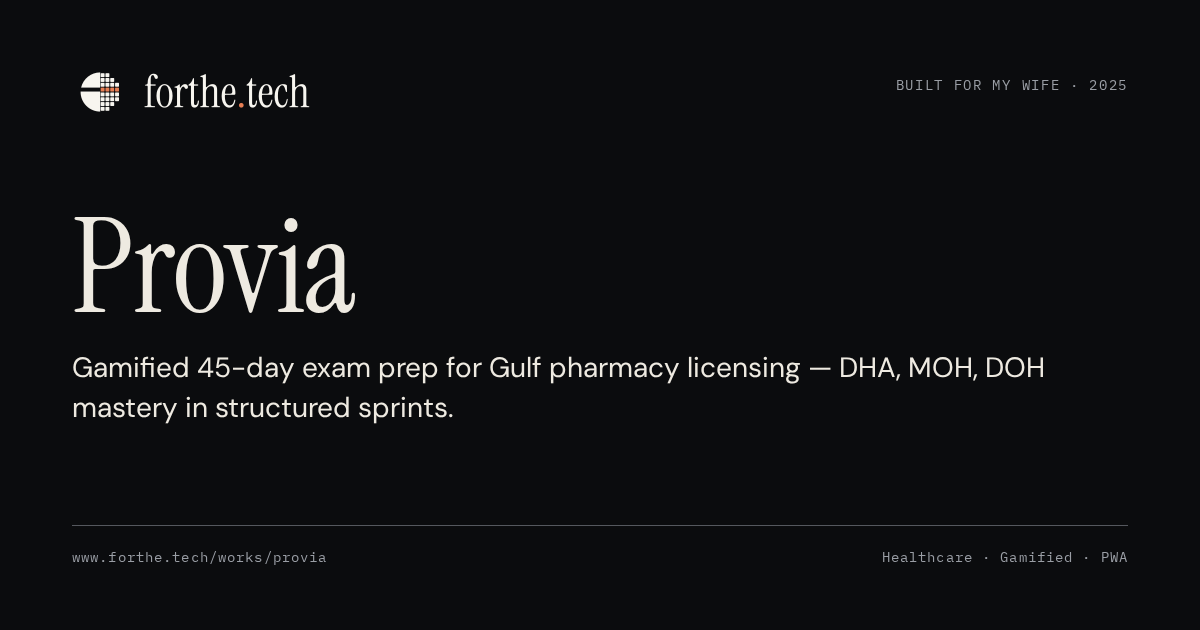 forthe.tech
BUILT FOR MY WIFE · 2025
Provia
Gamified 45-day exam prep for Gulf pharmacy licensing — DHA, MOH, DOH
mastery in structured sprints.
www.forthe.tech/works/provia
Healthcare · Gamified · PWA